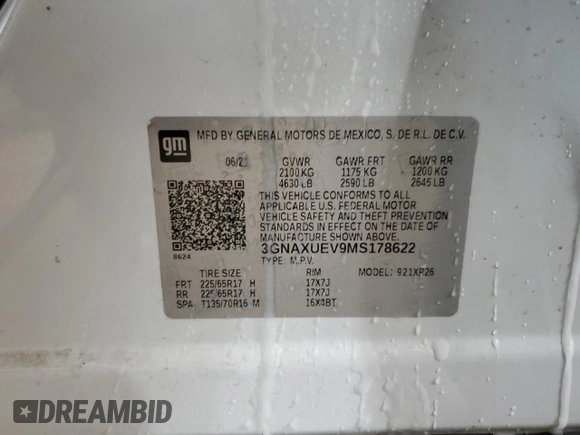 gm
MFD BY GENERAL MOTORS DE MEXICO, S. DE R.L. DE C.V.
06/21 GVWR GAWR FRT GAWR RR
2100 KG 1175 KG 1200 KG
4630 LB 2590 LB 2645 LB
THIS VEHICLE CONFORMS TO ALL
APPLICABLE U.S. FEDERAL MOTOR
VEHICLE SAFETY AND THEFT PREVENTION
STANDARDS IN EFFECT ON THE DATE OF
MANUFACTURE SHOWN ABOVE.
3GNAXUEV9MS178622
8624 TYPE: M.P.V.
TIRE SIZE RIM MODEL: 921XR26
FRT 225/65R17 H 17X7J
RR 225/65R17 H 17X7J
SPA T135/70R16 M 16X4BT
DREAMBID